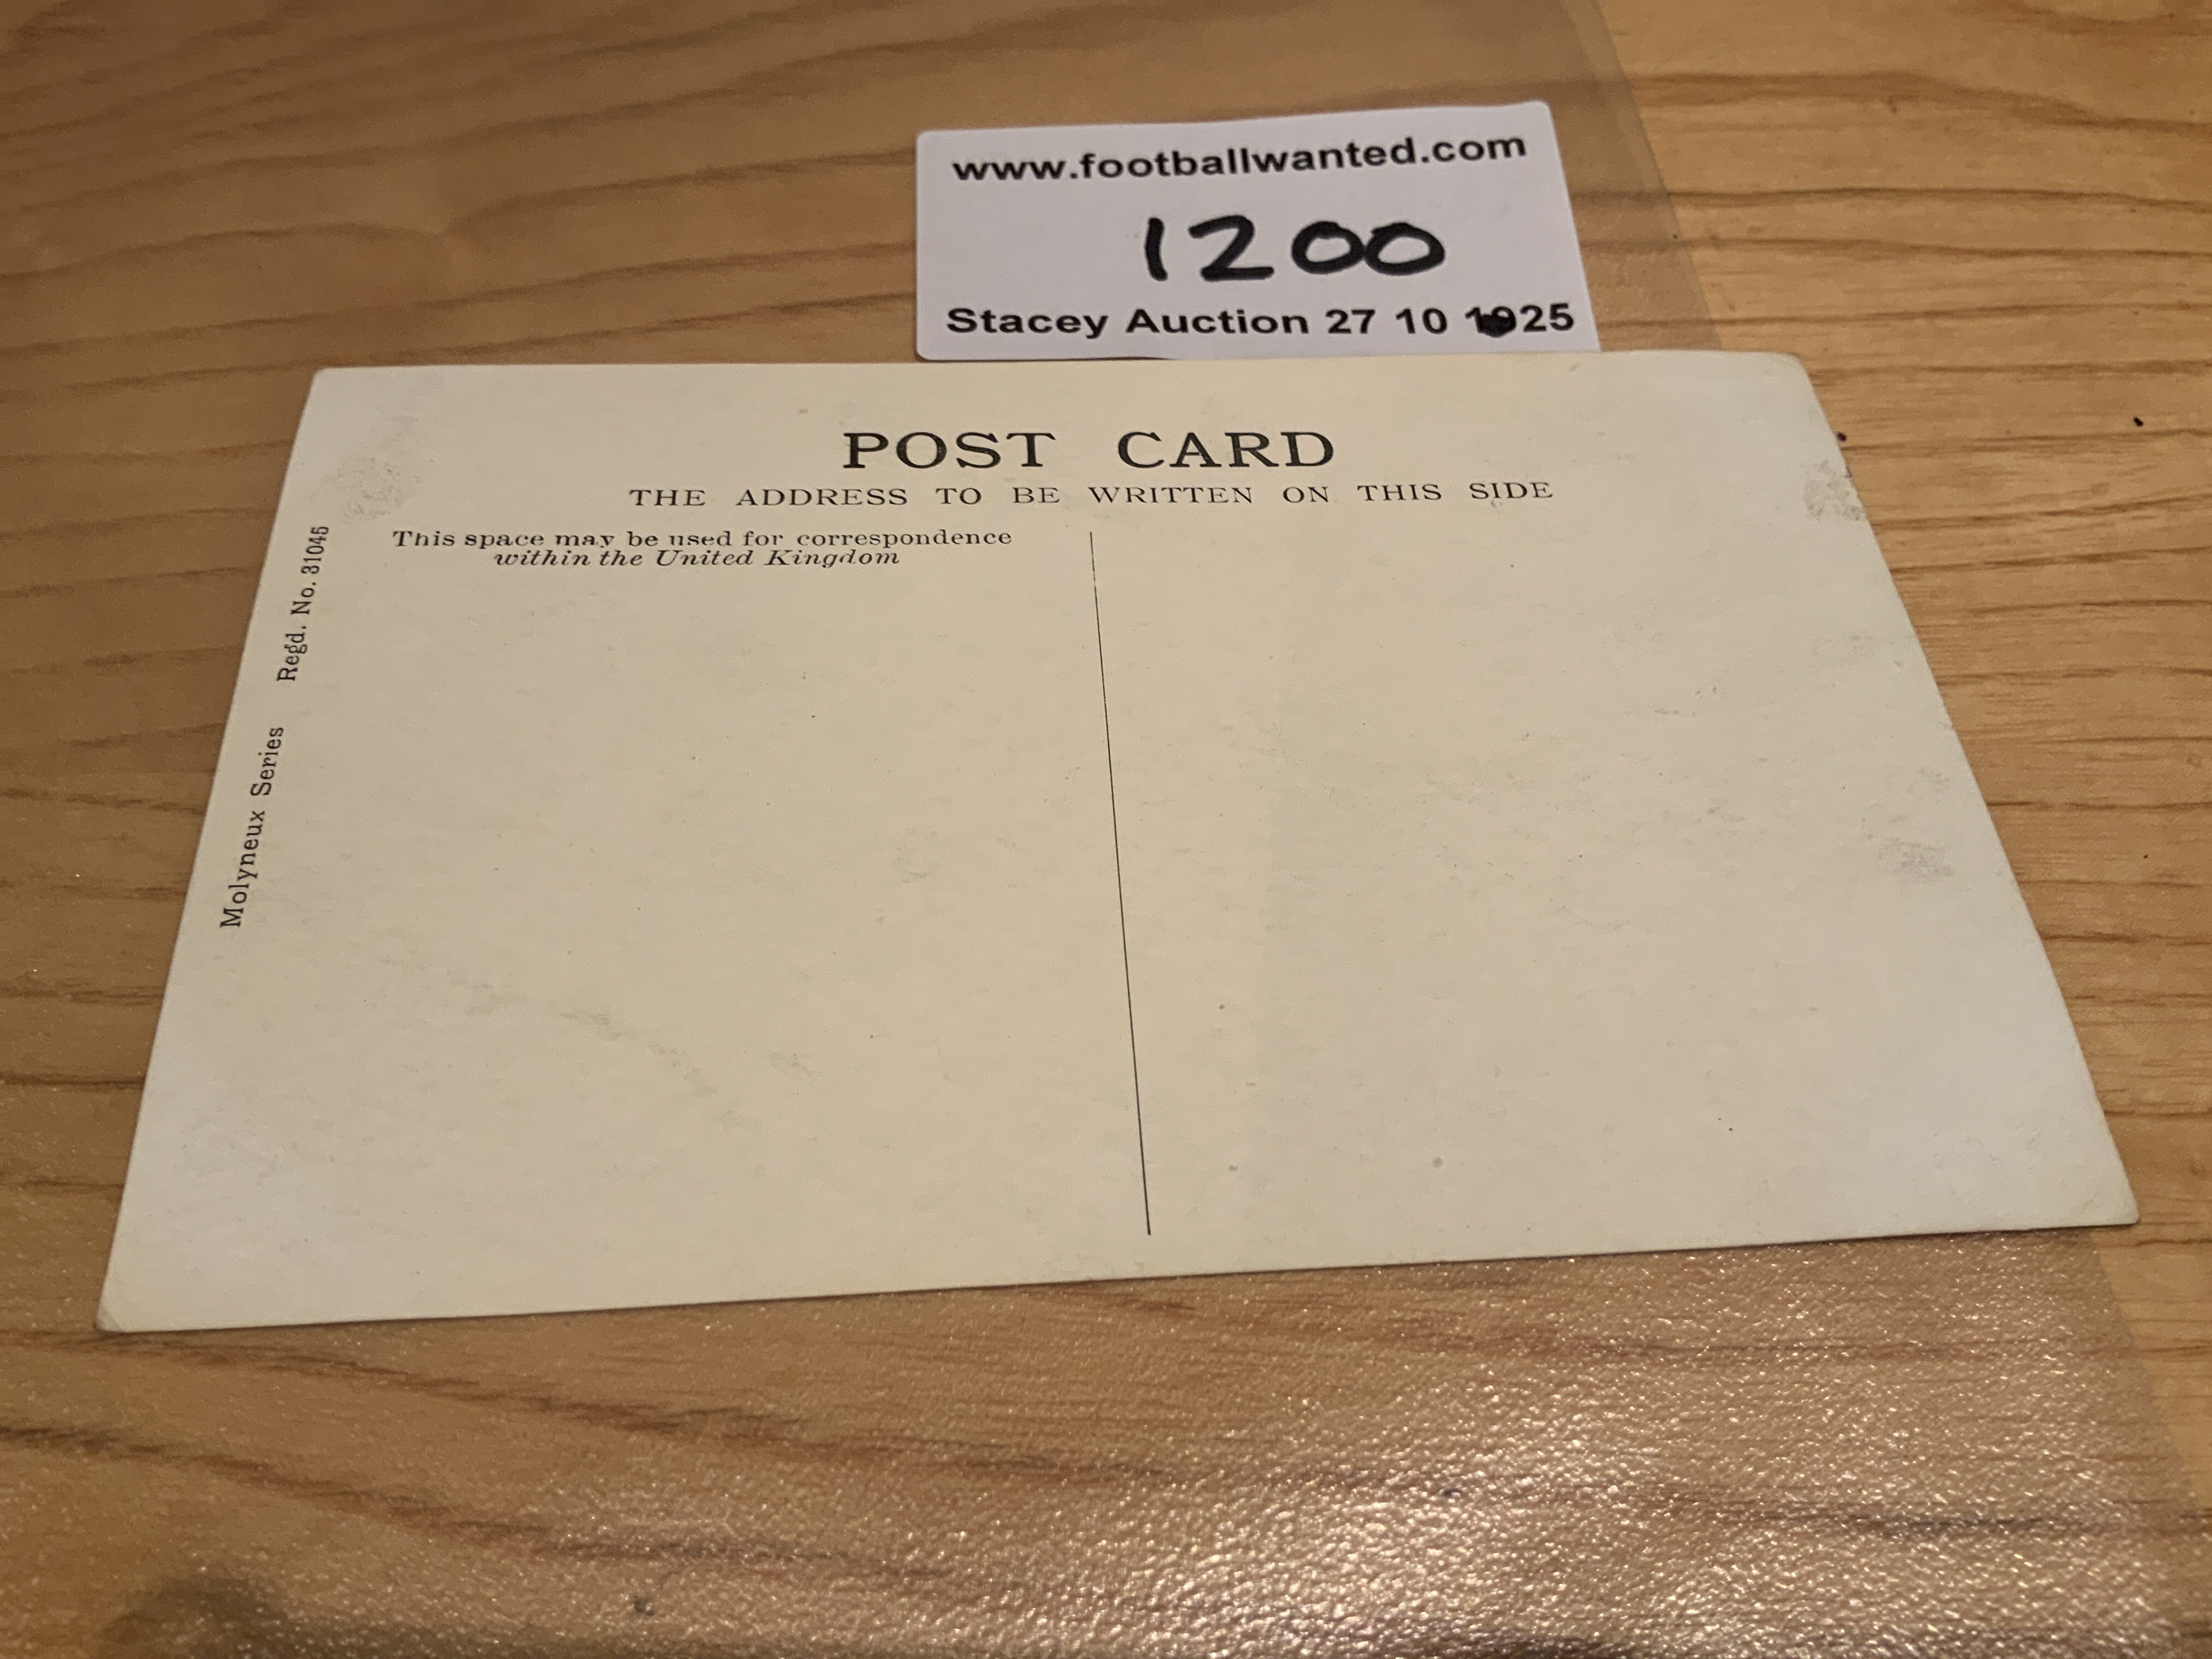 www.footballwanted.com
1200
Stacey Auction 27 10 1925
POST CARD
THE ADDRESS TO BE WRITTEN ON THIS SIDE
This space may be used for correspondence
within the United Kingdom
Molyneux Series Regd. No. 31045